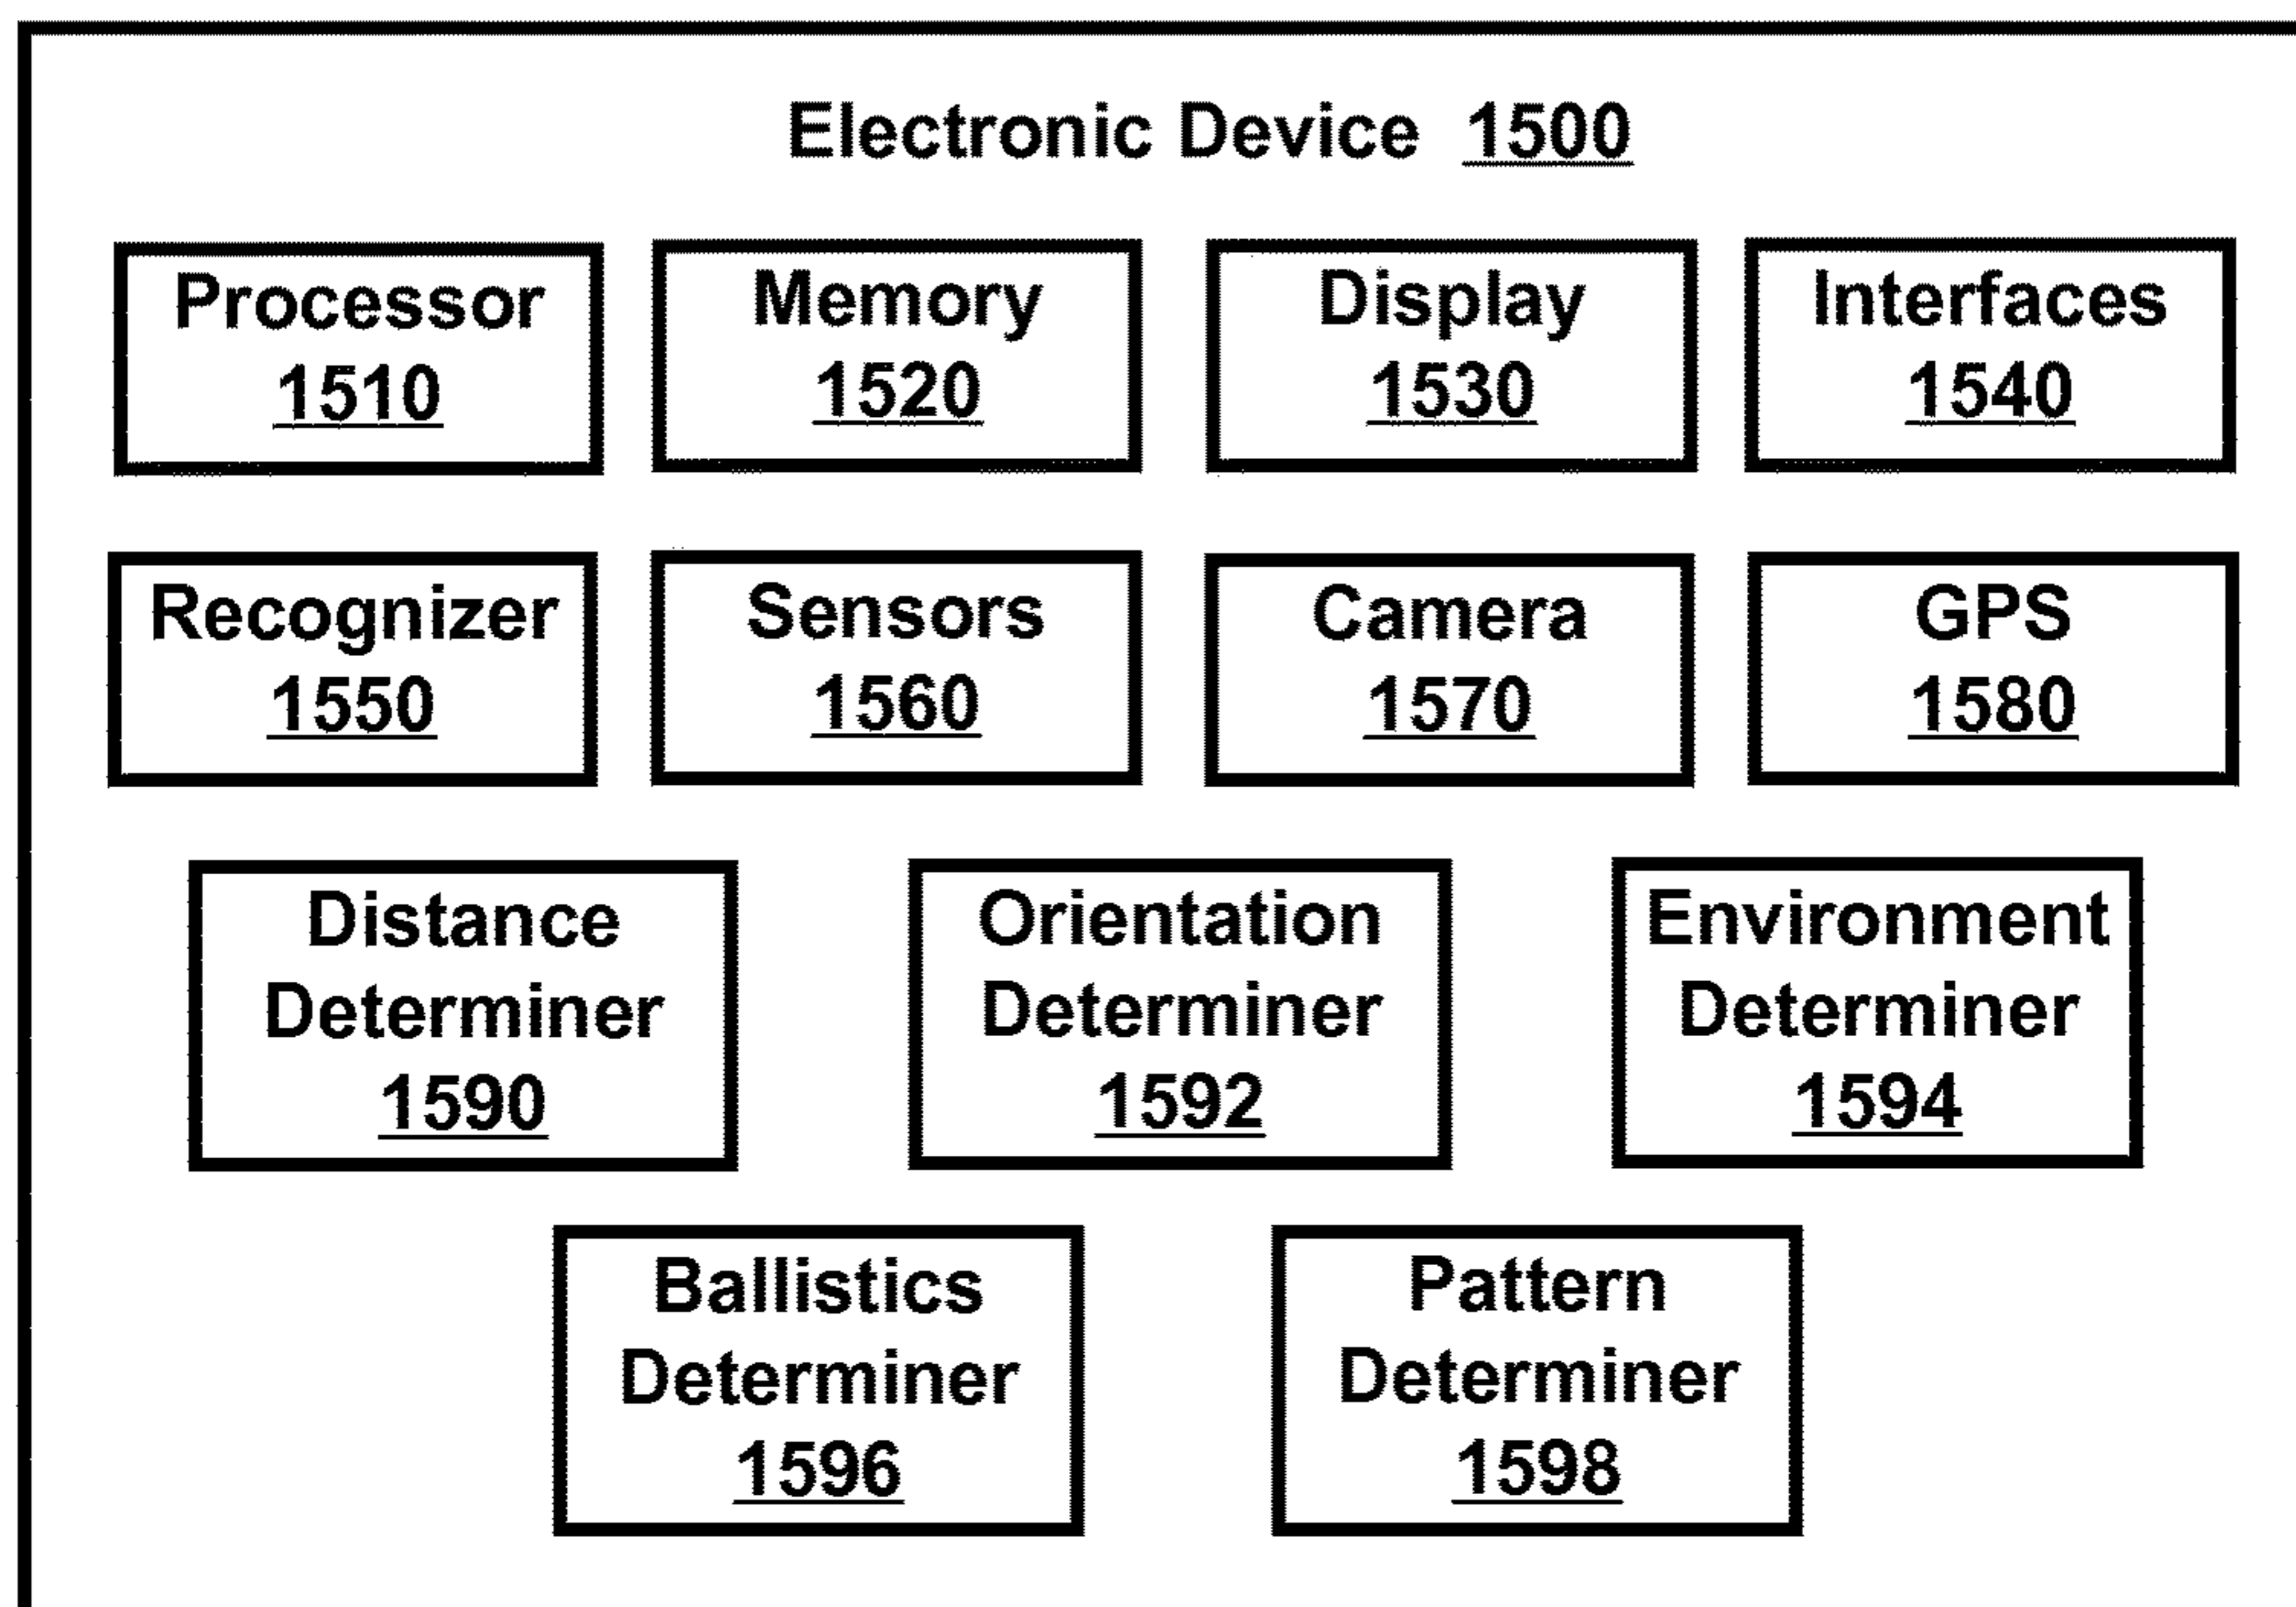 Electronic Device 1500
Processor
1510
Memory
1520
Display
1530
Interfaces
1540
Recognizer
1550
Sensors
1560
Camera
1570
GPS
1580
Distance
Determiner
1590
Orientation
Determiner
1592
Environment
Determiner
1594
Ballistics
Determiner
1596
Pattern
Determiner
1598